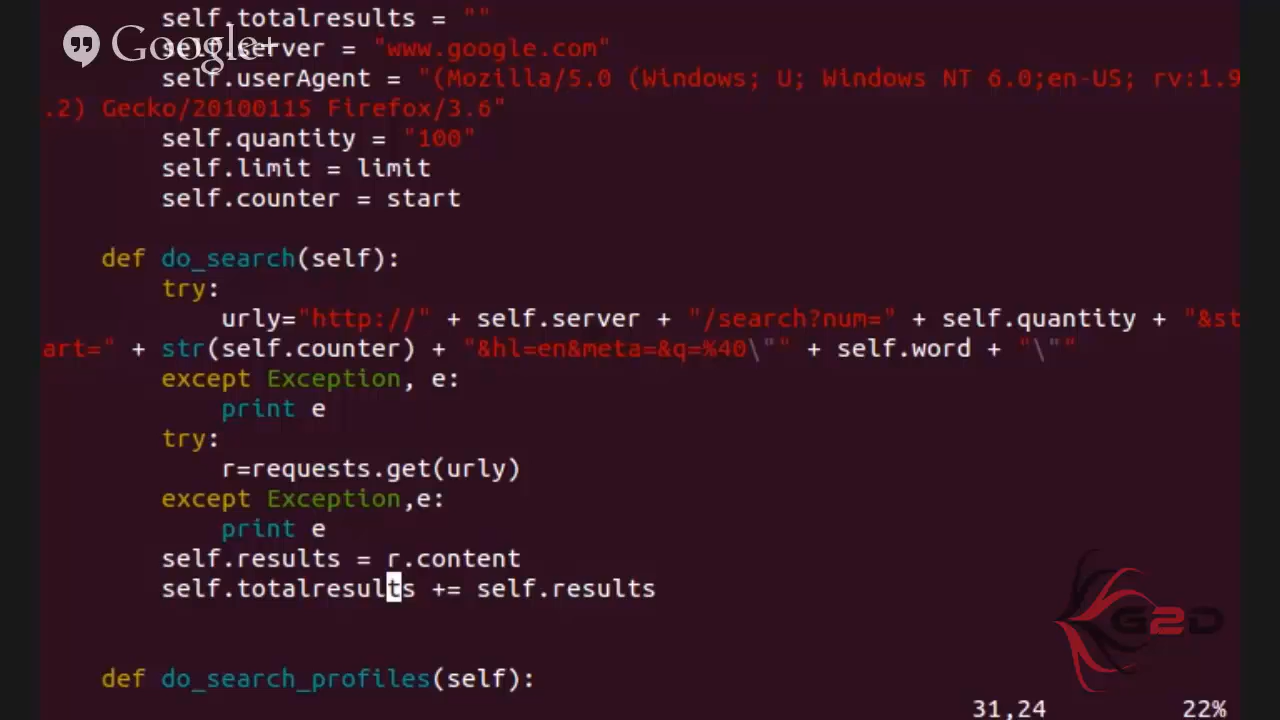 self.totalresults = ""
Google+
self.server = "www.google.com"
self.userAgent = "(Mozilla/5.0 (Windows; U; Windows NT 6.0;en-US; rv:1.9
.2) Gecko/20100115 Firefox/3.6"
self.quantity = "100"
self.limit = limit
self.counter = start
def do_search(self):
try:
urly="http://" + self.server + "/search?num=" + self.quantity + "&st
art=" + str(self.counter) + "&hl=en&meta=&q=%40\"" + self.word + "\""
except Exception, e:
print e
try:
r=requests.get(urly)
except Exception,e:
print e
self.results = r.content
self.totalresults += self.results
G2D
def do_search_profiles(self):
31,24 22%